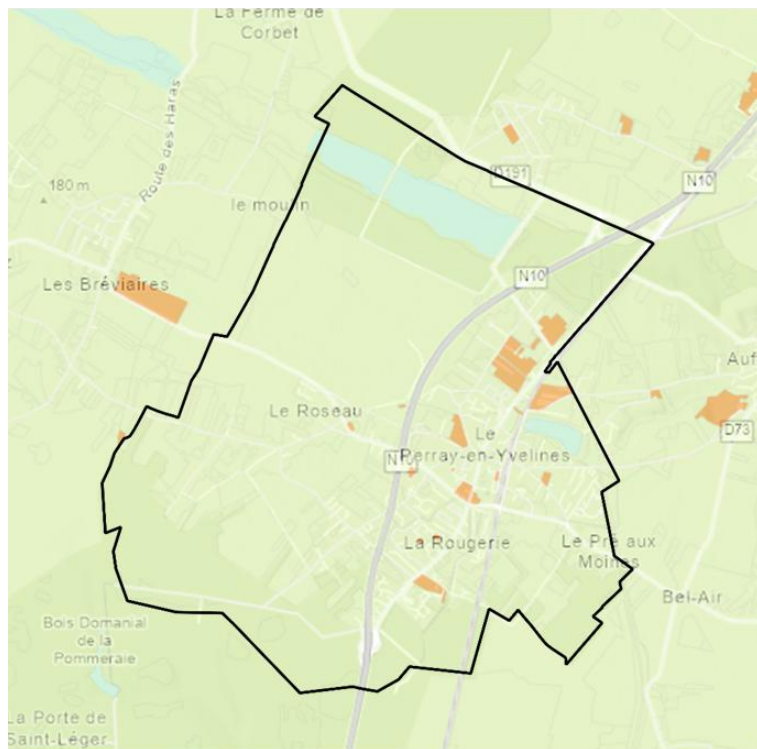 La Ferme de
Corbet
Route des Haras
D191
N10
180 m
le moulin
N10
Les Bréviaires
Auf
Le Roseau
Le
Perray-en-Yvelines
D73
N10
La Rougerie
Le Pré aux
Moines
Bel-Air
Bois Domanial
de la
Pommeraie
La Porte de
Saint-Léger